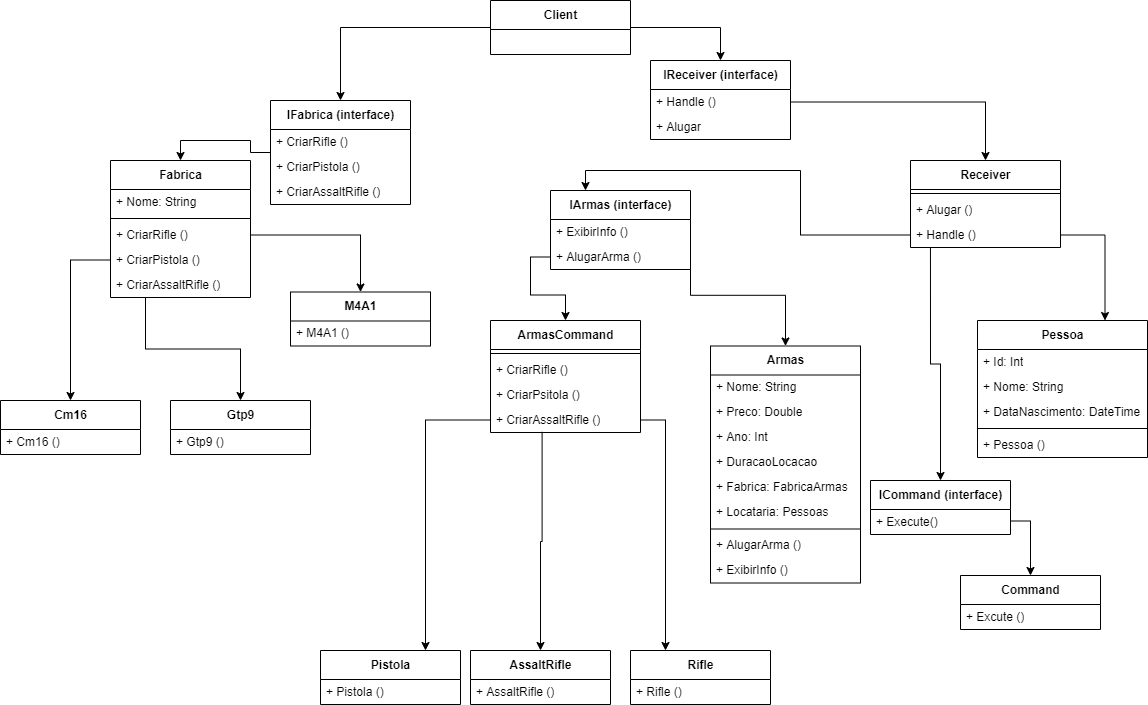 Client
IReceiver (interface)
+ Handle ()
+ Alugar
IFabrica (interface)
+ CriarRifle ()
+ CriarPistola ()
+ CriarAssaltRifle ()
Fabrica
+ Nome: String
+ CriarRifle ()
+ CriarPistola ()
+ CriarAssaltRifle ()
IArmas (interface)
+ ExibirInfo ()
+ AlugarArma ()
Receiver
+ Alugar ()
+ Handle ()
M4A1
+ M4A1 ()
ArmasCommand
+ CriarRifle ()
+ CriarPsitola ()
+ CriarAssaltRifle ()
Armas
+ Nome: String
+ Preco: Double
+ Ano: Int
+ DuracaoLocacao
+ Fabrica: FabricaArmas
+ Locataria: Pessoas
+ AlugarArma ()
+ ExibirInfo ()
Pessoa
+ Id: Int
+ Nome: String
+ DataNascimento: DateTime
+ Pessoa ()
Cm16
+ Cm16 ()
Gtp9
+ Gtp9 ()
ICommand (interface)
+ Execute()
Command
+ Excute ()
Pistola
+ Pistola ()
AssaltRifle
+ AssaltRifle ()
Rifle
+ Rifle ()